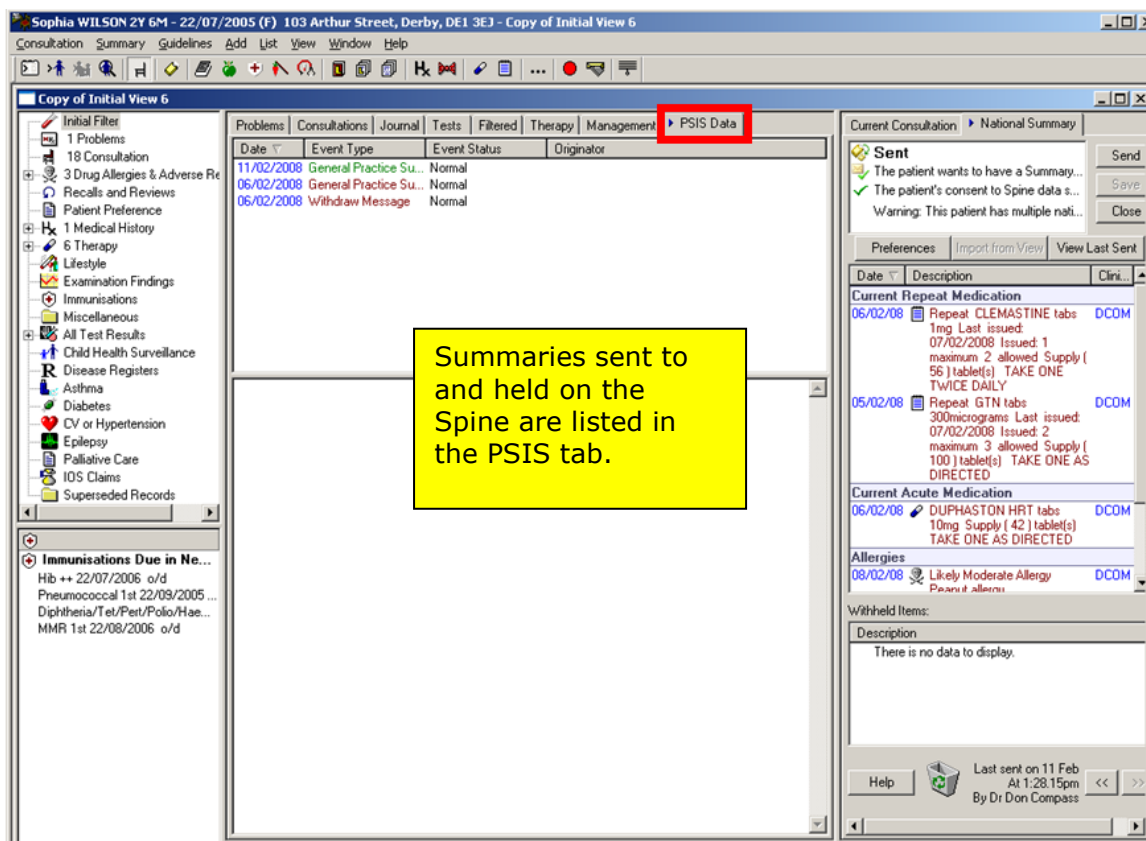 Sophia WILSON 2Y 6M - 22/07/2005 (F) 103 Arthur Street, Derby, DE1 3EJ - Copy of Initial View 6
Consultation Summary Guidelines Add List View Window Help
Copy of Initial View 6
Initial Filter
1 Problems
18 Consultation
3 Drug Allergies & Adverse Re
Recalls and Reviews
Patient Preference
1 Medical History
6 Therapy
Lifestyle
Examination Findings
Immunisations
Miscellaneous
All Test Results
Child Health Surveillance
Disease Registers
Asthma
Diabetes
CV or Hypertension
Epilepsy
Palliative Care
IOS Claims
Superseded Records
Immunisations Due in Ne...
Hib ++ 22/07/2006 o/d
Pneumococcal 1st 22/09/2005 ...
Diphtheria/Tet/Pert/Polio/Hae...
MMR 1st 22/08/2006 o/d
Problems Consultations Journal Tests Filtered Therapy Management PSIS Data
Date Event Type Event Status Originator
11/02/2008 General Practice Su... Normal
06/02/2008 General Practice Su... Normal
06/02/2008 Withdraw Message Normal
Summaries sent to
and held on the
Spine are listed in
the PSIS tab.
Current Consultation National Summary
Sent
The patient wants to have a Summary...
The patient's consent to Spine data s...
Warning: This patient has multiple nati...
Send
Save
Close
Preferences Import from View View Last Sent
Date Description Clini...
Current Repeat Medication
06/02/08 Repeat CLEMASTINE tabs DCOM
1mg Last issued:
07/02/2008 Issued: 1
maximum 2 allowed Supply (
56 ) tablet(s) TAKE ONE
TWICE DAILY
05/02/08 Repeat GTN tabs DCOM
300micrograms Last issued:
07/02/2008 Issued: 2
maximum 3 allowed Supply (
100 ) tablet(s) TAKE ONE AS
DIRECTED
Current Acute Medication
06/02/08 DUPHASTON HRT tabs DCOM
10mg Supply ( 42 ) tablet(s)
TAKE ONE AS DIRECTED
Allergies
08/02/08 Likely Moderate Allergy DCOM
Peanut allergy
Withheld Items:
Description
There is no data to display.
Help
Last sent on 11 Feb
At 1:28.15pm
By Dr Don Compass
<< >>